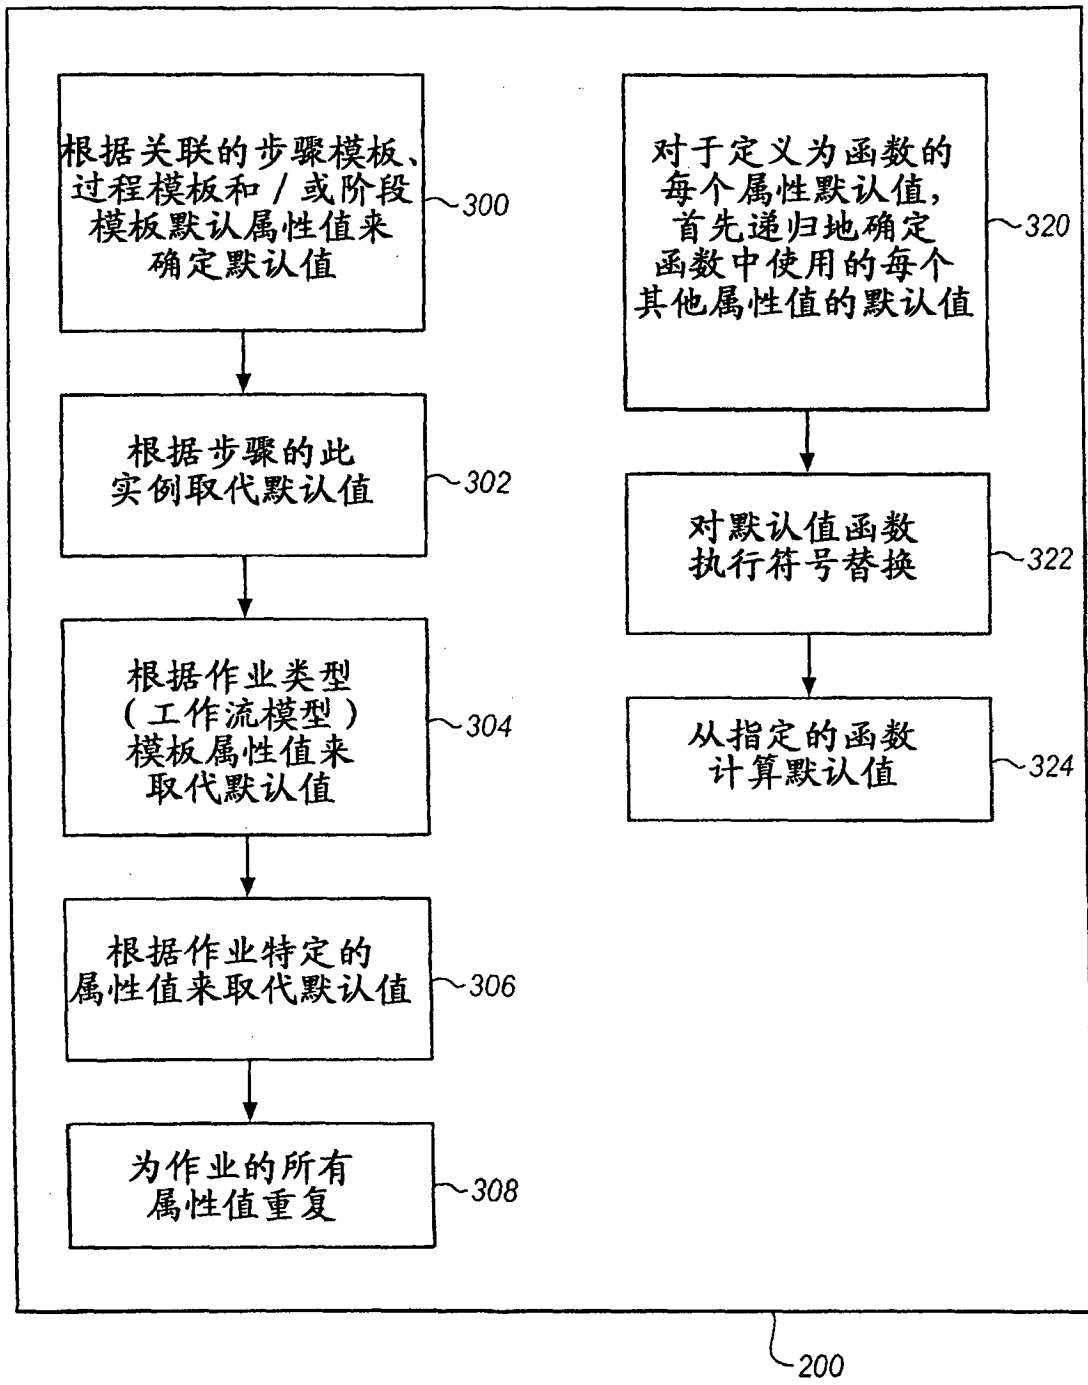 根据关联的步骤模板、
过程模板和/或阶段
模板默认属性值来
确定默认值
300
根据步骤的此
实例取代默认值
302
根据作业类型
(工作流模型)
模板属性值来
取代默认值
304
根据作业特定的
属性值来取代默认值
306
为作业的所有
属性值重复
308
对于定义为函数的
每个属性默认值,
首先递归地确定
函数中使用的每个
其他属性值的默认值
320
对默认值函数
执行符号替换
322
从指定的函数
计算默认值
324
200